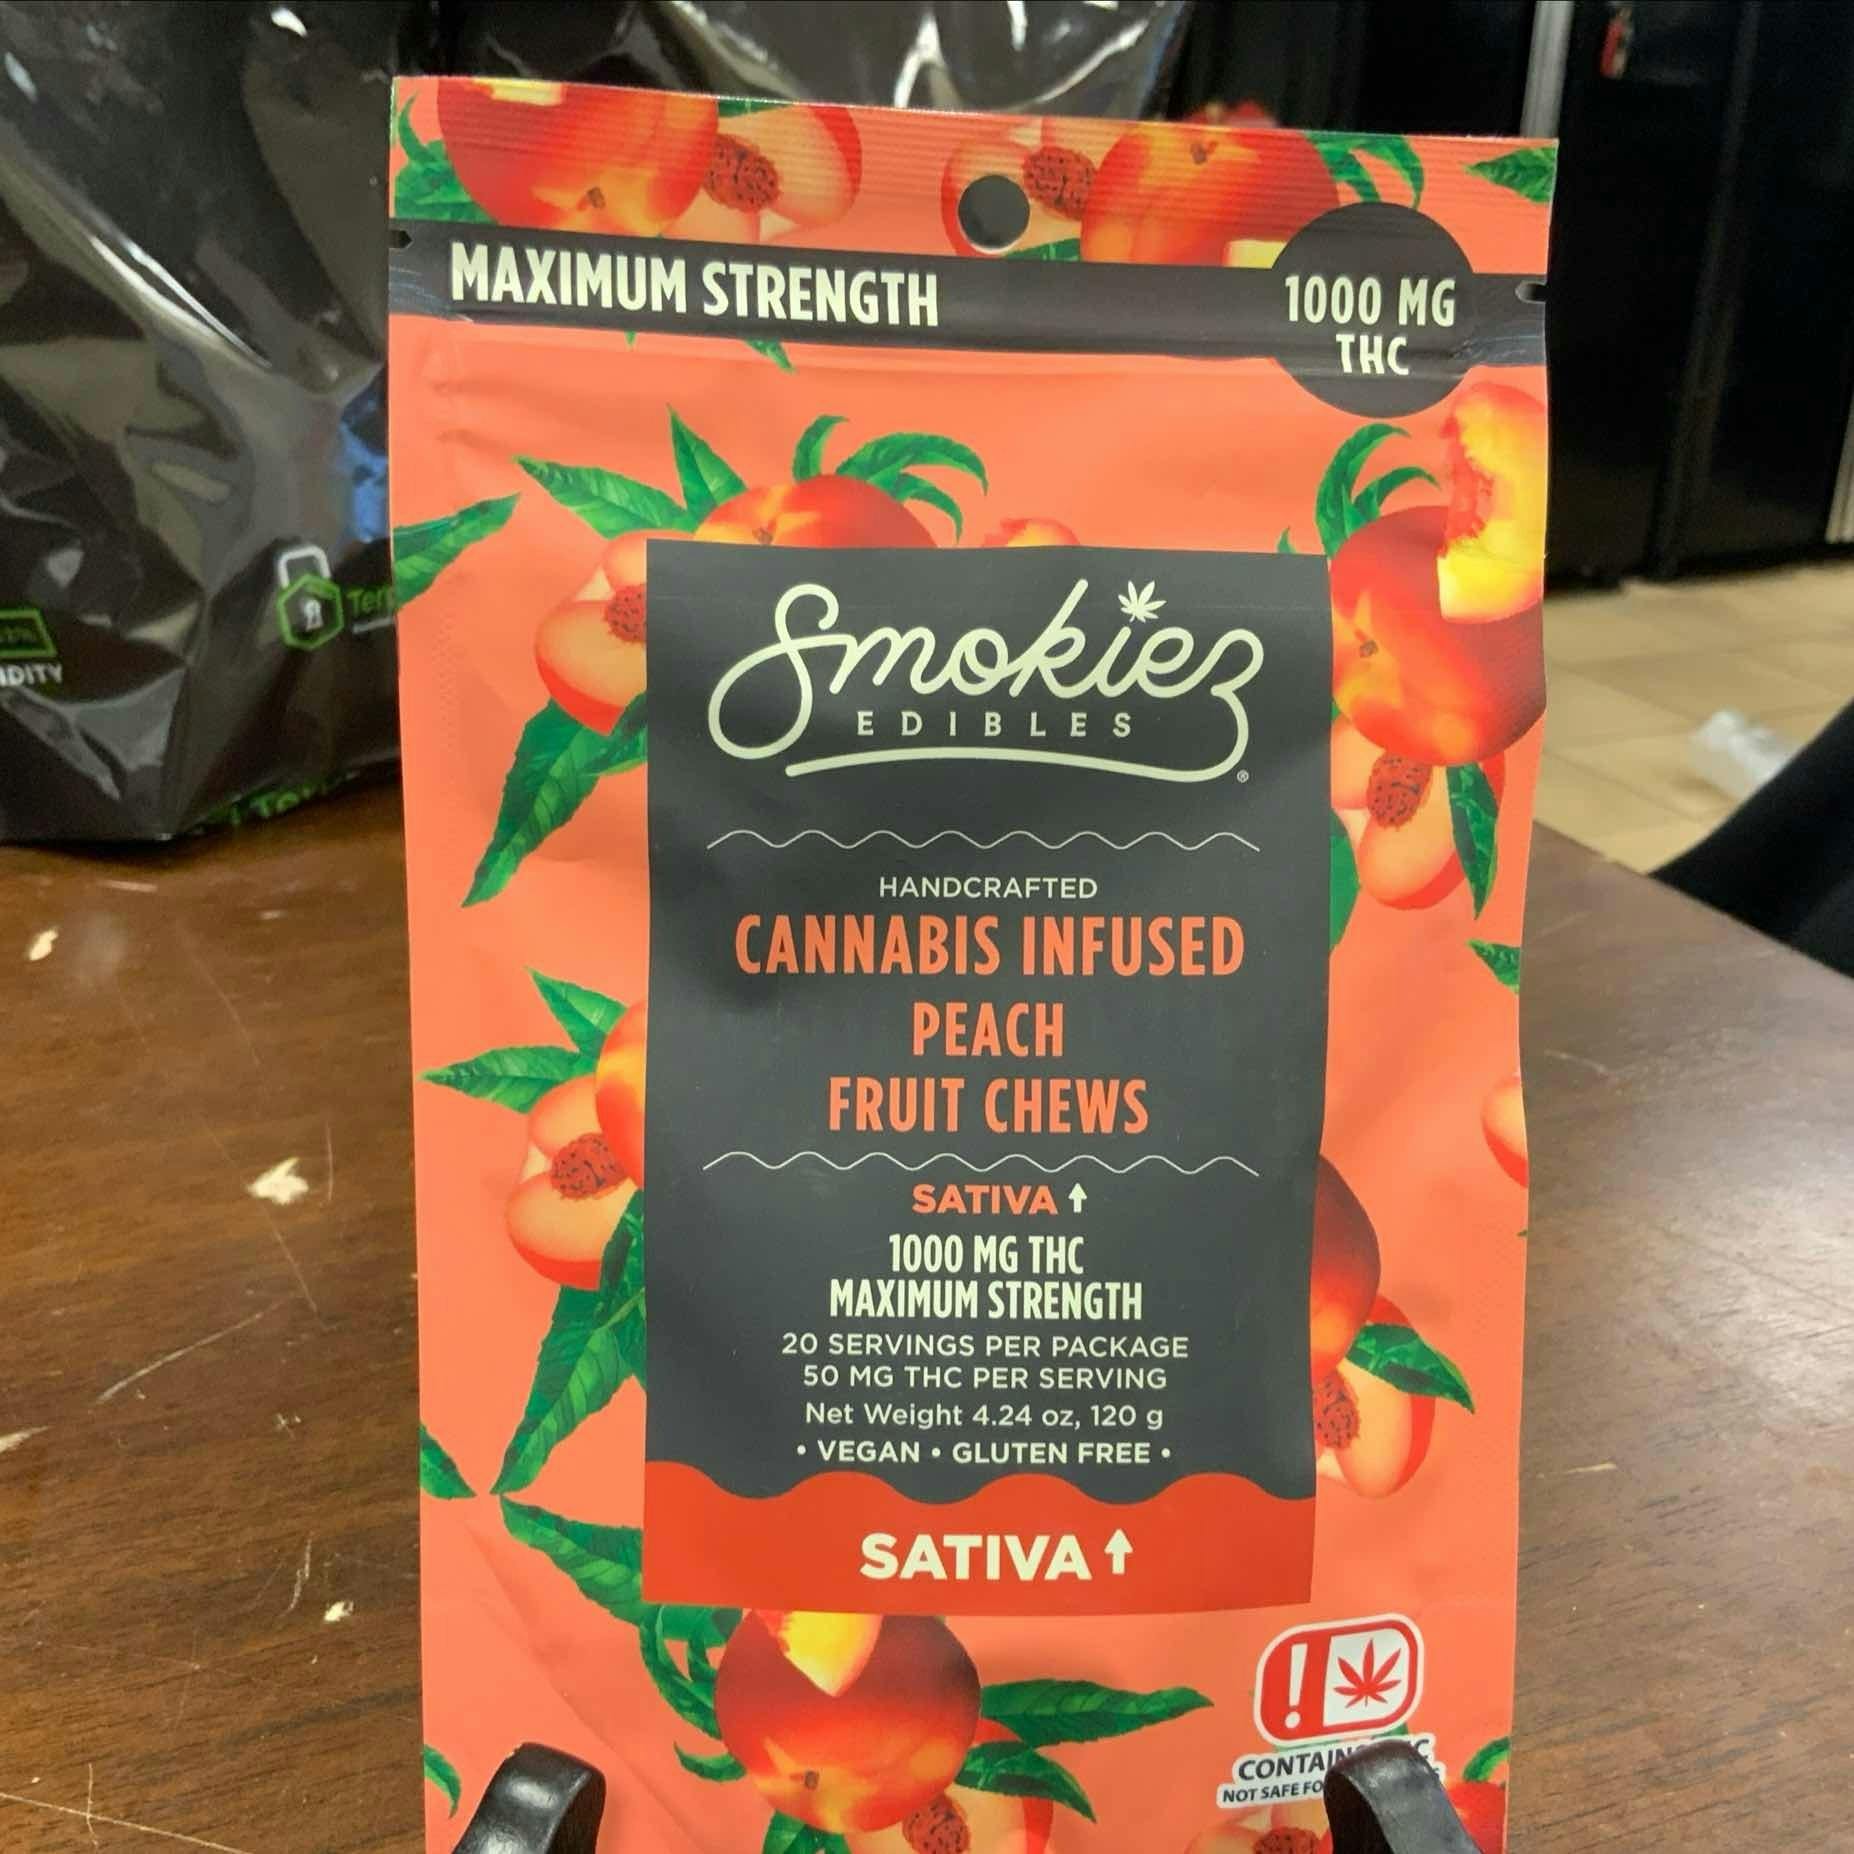 MAXIMUM STRENGTH
1000 MG
THC
Smokiez
EDIBLES
®
HANDCRAFTED
CANNABIS INFUSED
PEACH
FRUIT CHEWS
SATIVA ↑
1000 MG THC
MAXIMUM STRENGTH
20 SERVINGS PER PACKAGE
50 MG THC PER SERVING
Net Weight 4.24 oz, 120 g
• VEGAN • GLUTEN FREE •
SATIVA ↑
!
NOT SAFE